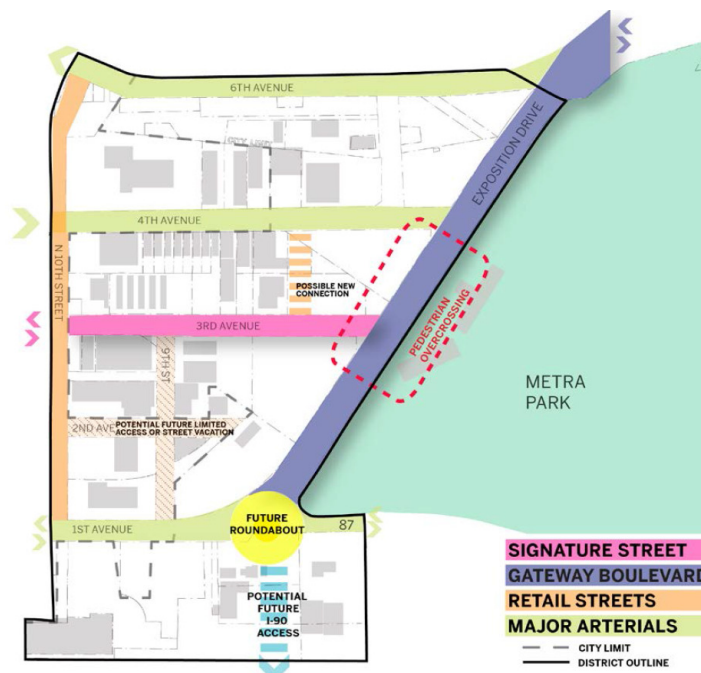 6TH AVENUE
CITY LIMIT
EXPOSITION DRIVE
4TH AVENUE
N 10TH STREET
POSSIBLE NEW
CONNECTION
3RD AVENUE
PEDESTRIAN
OVERCROSSING
9TH ST
METRA
PARK
2ND AVE
POTENTIAL FUTURE LIMITED
ACCESS OR STREET VACATION
1ST AVENUE
FUTURE
ROUNDABOUT
87
POTENTIAL
FUTURE
I-90
ACCESS
SIGNATURE STREET
GATEWAY BOULEVARD
RETAIL STREETS
MAJOR ARTERIALS
CITY LIMIT
DISTRICT OUTLINE